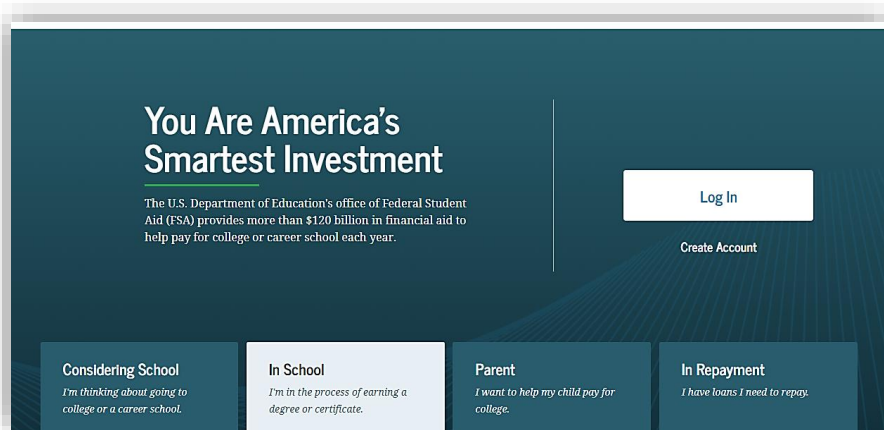 You Are America's
Smartest Investment
The U.S. Department of Education's office of Federal Student
Aid (FSA) provides more than $120 billion in financial aid to
help pay for college or career school each year.
Log In
Create Account
Considering School
I'm thinking about going to
college or a career school.
In School
I'm in the process of earning a
degree or certificate.
Parent
I want to help my child pay for
college.
In Repayment
I have loans I need to repay.